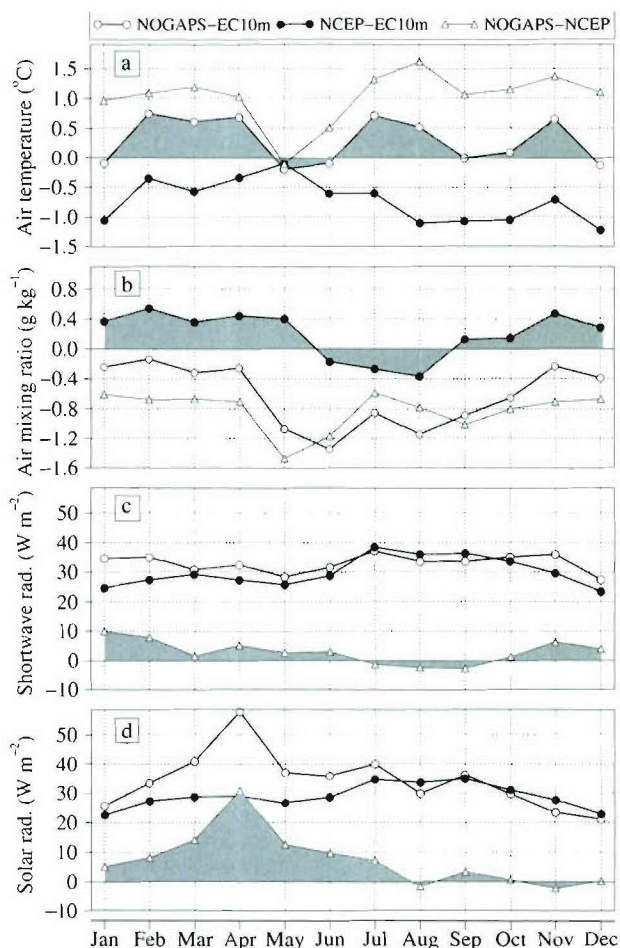 NOGAPS−EC10m NCEP−EC10m NOGAPS−NCEP
a
Air temperature (°C)
1.5
1.0
0.5
0.0
−0.5
−1.0
−1.5
b
Air mixing ratio (g kg⁻¹)
0.8
0.4
0.0
−0.4
−0.8
−1.2
−1.6
c
Shortwave rad. (W m⁻²)
50
40
30
20
10
0
−10
d
Solar rad. (W m⁻²)
50
40
30
20
10
0
−10
Jan Feb Mar Apr May Jun Jul Aug Sep Oct Nov Dec